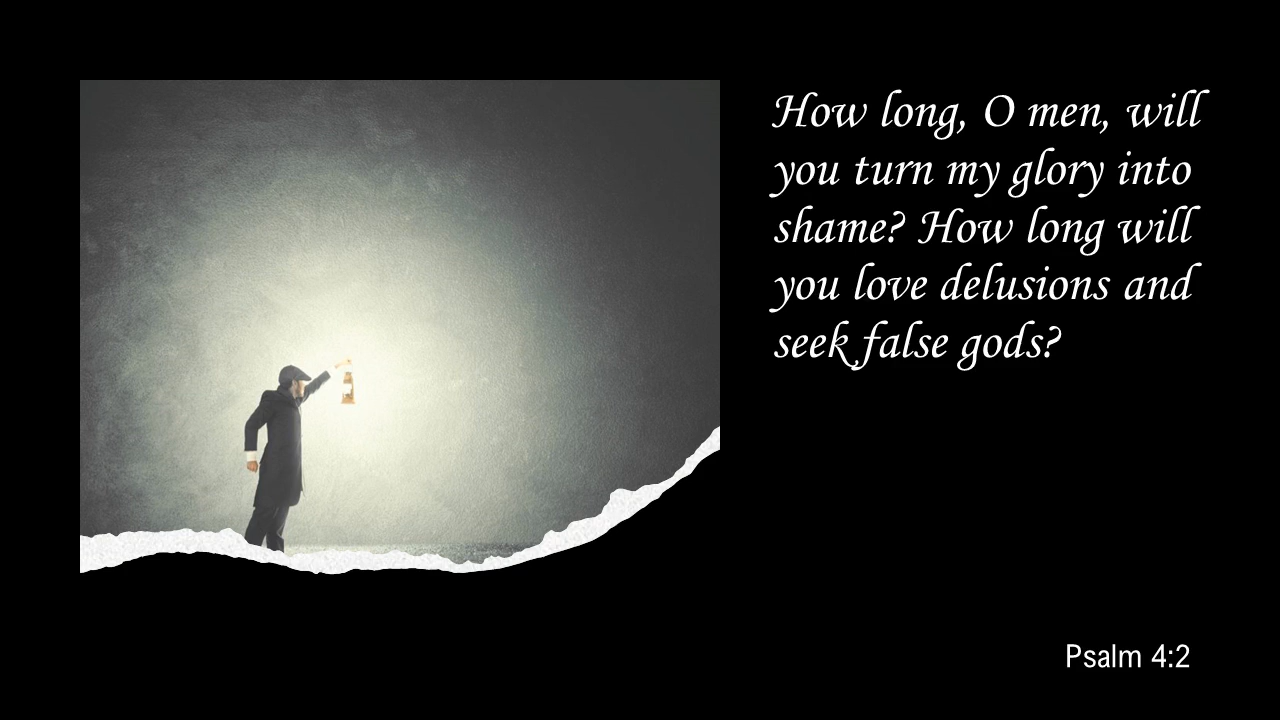 How long, O men, will
you turn my glory into
shame? How long will
you love delusions and
seek false gods?
Psalm 4:2